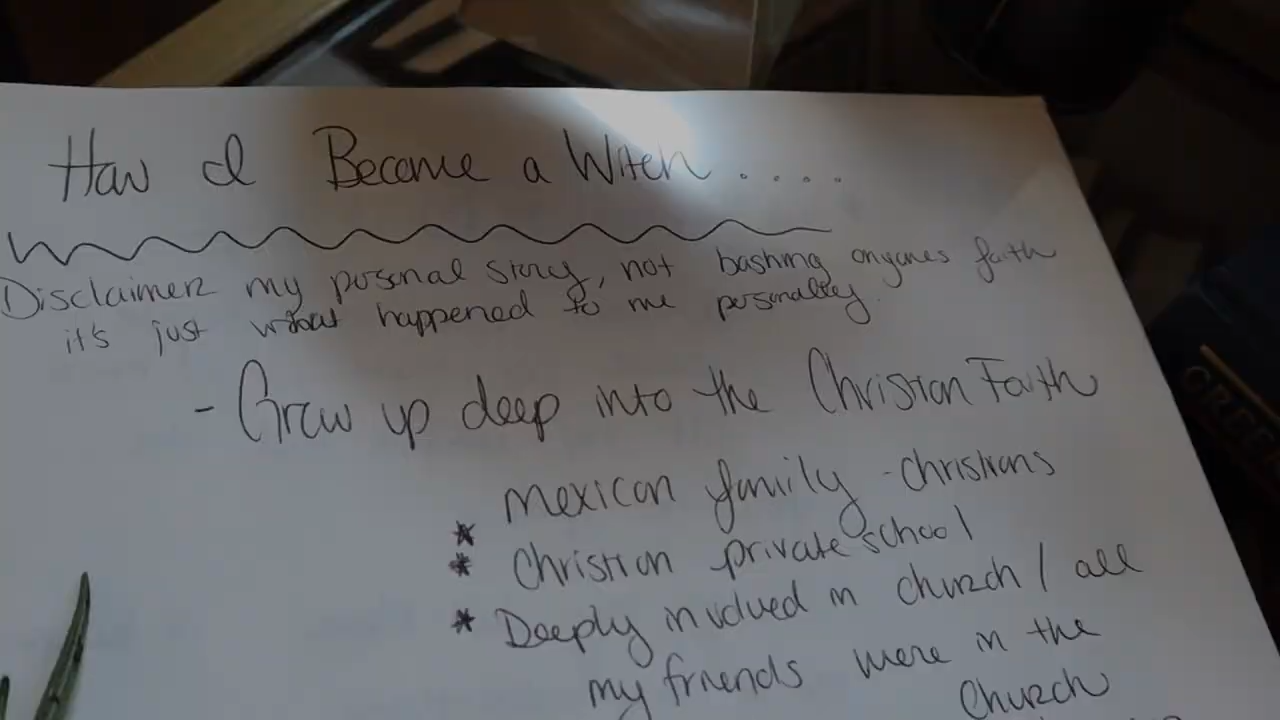 How I Become a Witch . . . . .
Disclaimer my personal story, not bashing anyones faith
it's just what happened to me personally.
- Grew up deep into the Christian Faith
mexican family - Christians
* Christian private school
* Deeply involved in church / all
my friends were in the
Church
GREE